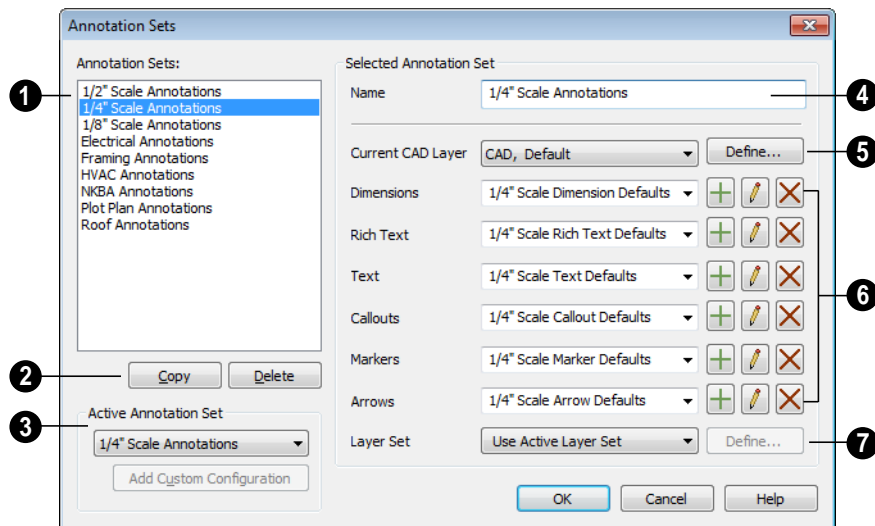 Annotation Sets
Annotation Sets:
1
1/2" Scale Annotations
1/4" Scale Annotations
1/8" Scale Annotations
Electrical Annotations
Framing Annotations
HVAC Annotations
NKBA Annotations
Plot Plan Annotations
Roof Annotations
2
Copy
Delete
3
Active Annotation Set
1/4" Scale Annotations
Add Custom Configuration
Selected Annotation Set
Name
1/4" Scale Annotations
4
Current CAD Layer
CAD, Default
Define...
5
Dimensions
1/4" Scale Dimension Defaults
Rich Text
1/4" Scale Rich Text Defaults
Text
1/4" Scale Text Defaults
6
Callouts
1/4" Scale Callout Defaults
Markers
1/4" Scale Marker Defaults
Arrows
1/4" Scale Arrow Defaults
Layer Set
Use Active Layer Set
Define...
7
OK
Cancel
Help